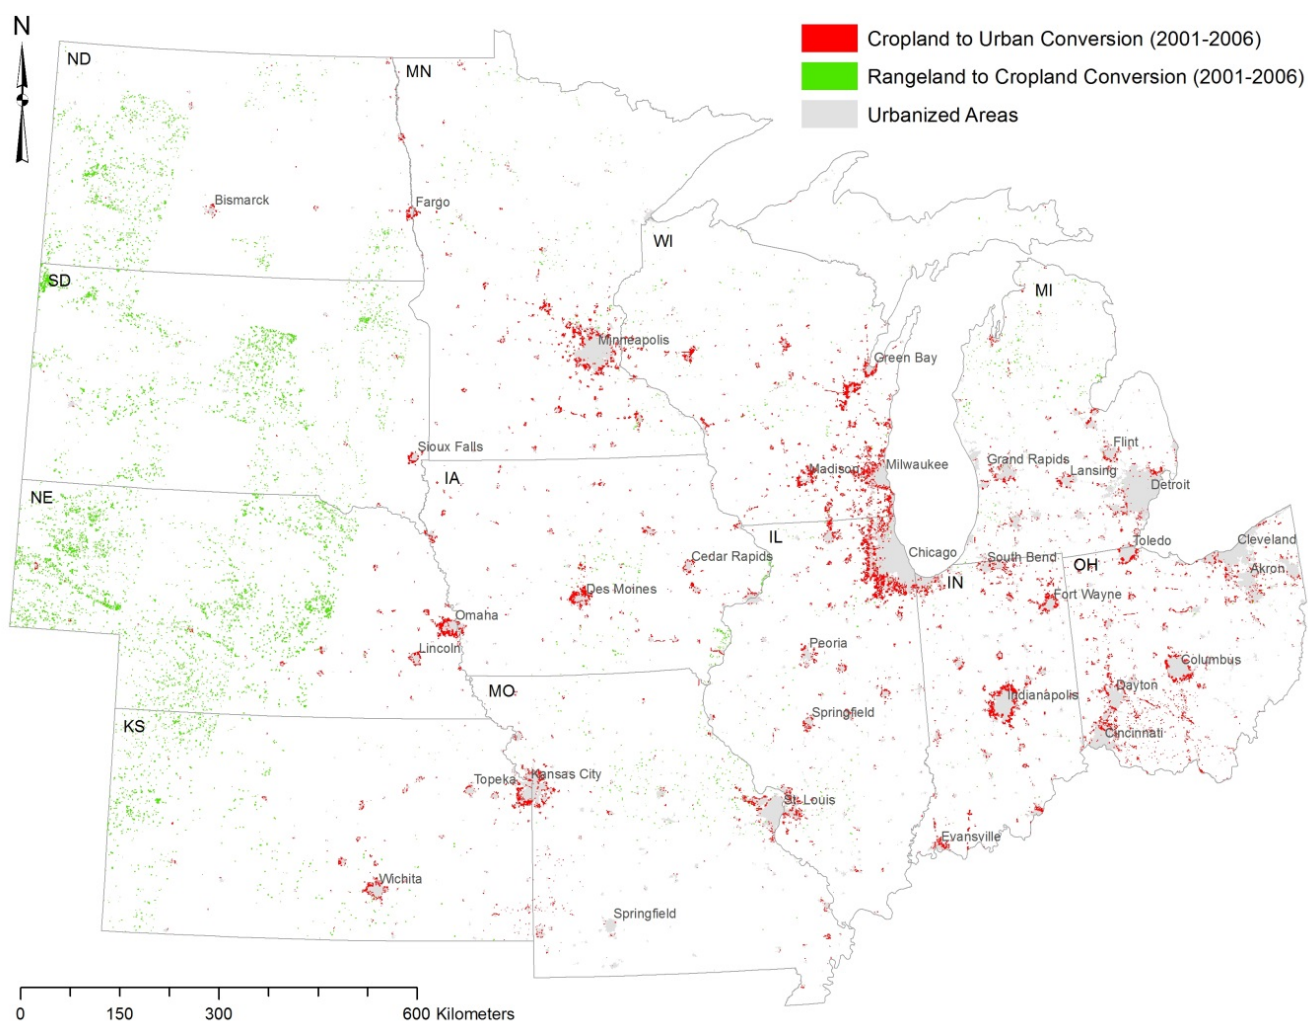 N
Cropland to Urban Conversion (2001-2006)
Rangeland to Cropland Conversion (2001-2006)
Urbanized Areas
ND
MN
Bismarck
Fargo
WI
SD
MI
Minneapolis
Green Bay
Sioux Falls
Flint
Grand Rapids
Milwaukee
Madison
Lansing
IA
Detroit
NE
IL
Toledo
Cleveland
Chicago
Cedar Rapids
South Bend
OH
Akron
IN
Des Moines
Fort Wayne
Omaha
Peoria
Lincoln
Columbus
Dayton
MO
Indianapolis
Springfield
KS
Cincinnati
Kansas City
Topeka
St. Louis
Evansville
Wichita
Springfield
0 150 300 600 Kilometers